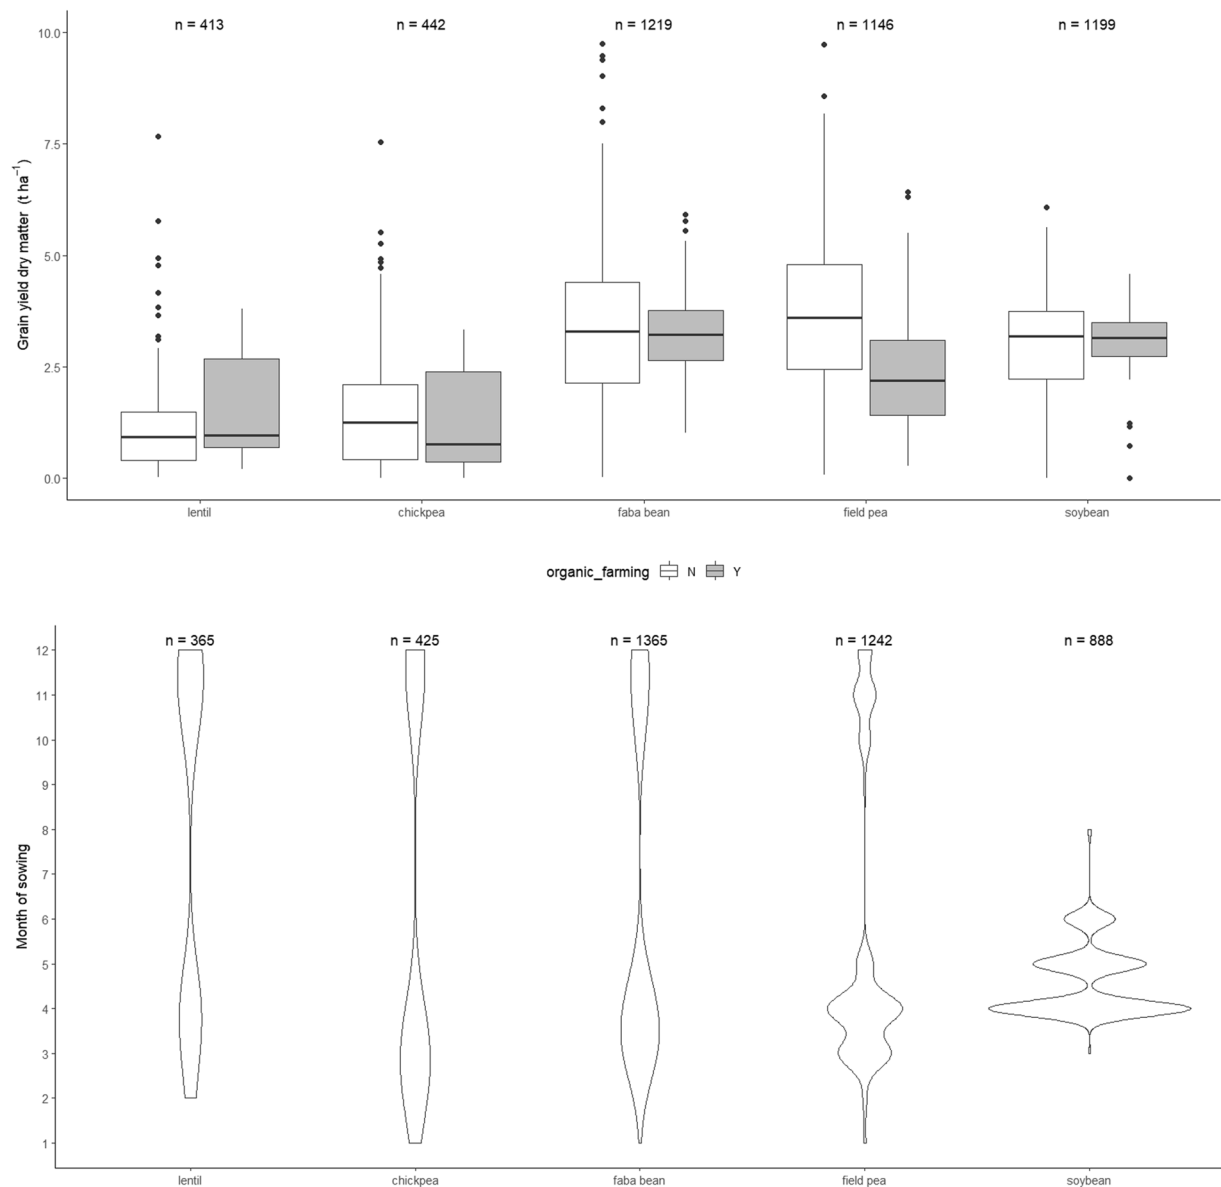 n = 413 n = 442 n = 1219 n = 1146 n = 1199
10.0
7.5
5.0
2.5
0.0
Grain yield dry matter (t ha⁻¹)
lentil chickpea faba bean field pea soybean
organic_farming N Y
n = 365 n = 425 n = 1365 n = 1242 n = 888
12
11
10
9
8
7
6
5
4
3
2
1
Month of sowing
lentil chickpea faba bean field pea soybean